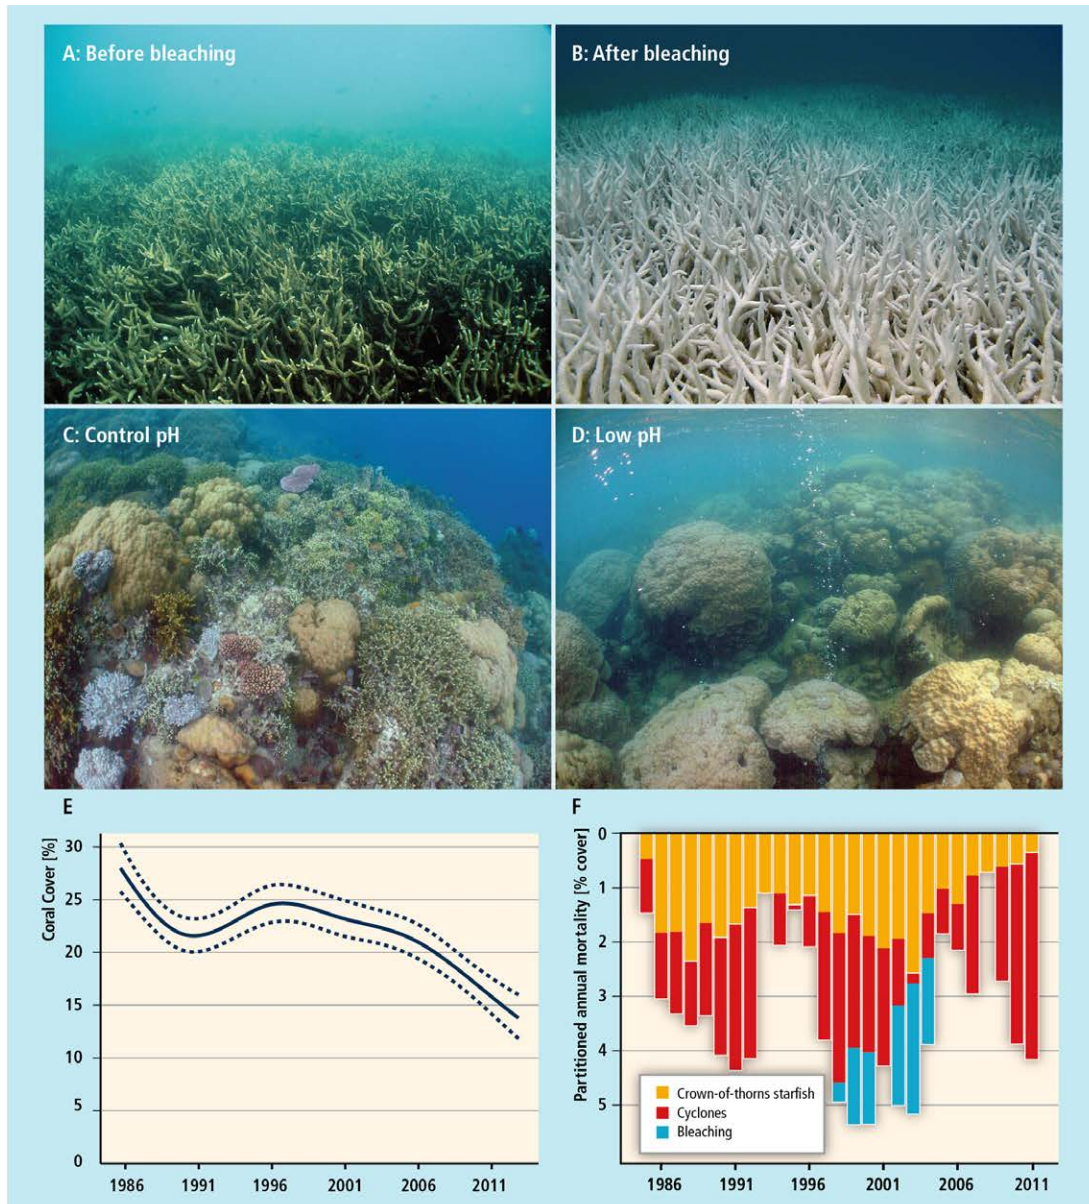 A: Before bleaching
B: After bleaching
C: Control pH
D: Low pH
E
Coral Cover [%]
30
25
20
15
10
5
0
1986
1991
1996
2001
2006
2011
F
Partitioned annual mortality [% cover]
0
1
2
3
4
5
Crown-of-thorns starfish
Cyclones
Bleaching
1986
1991
1996
2001
2006
2011